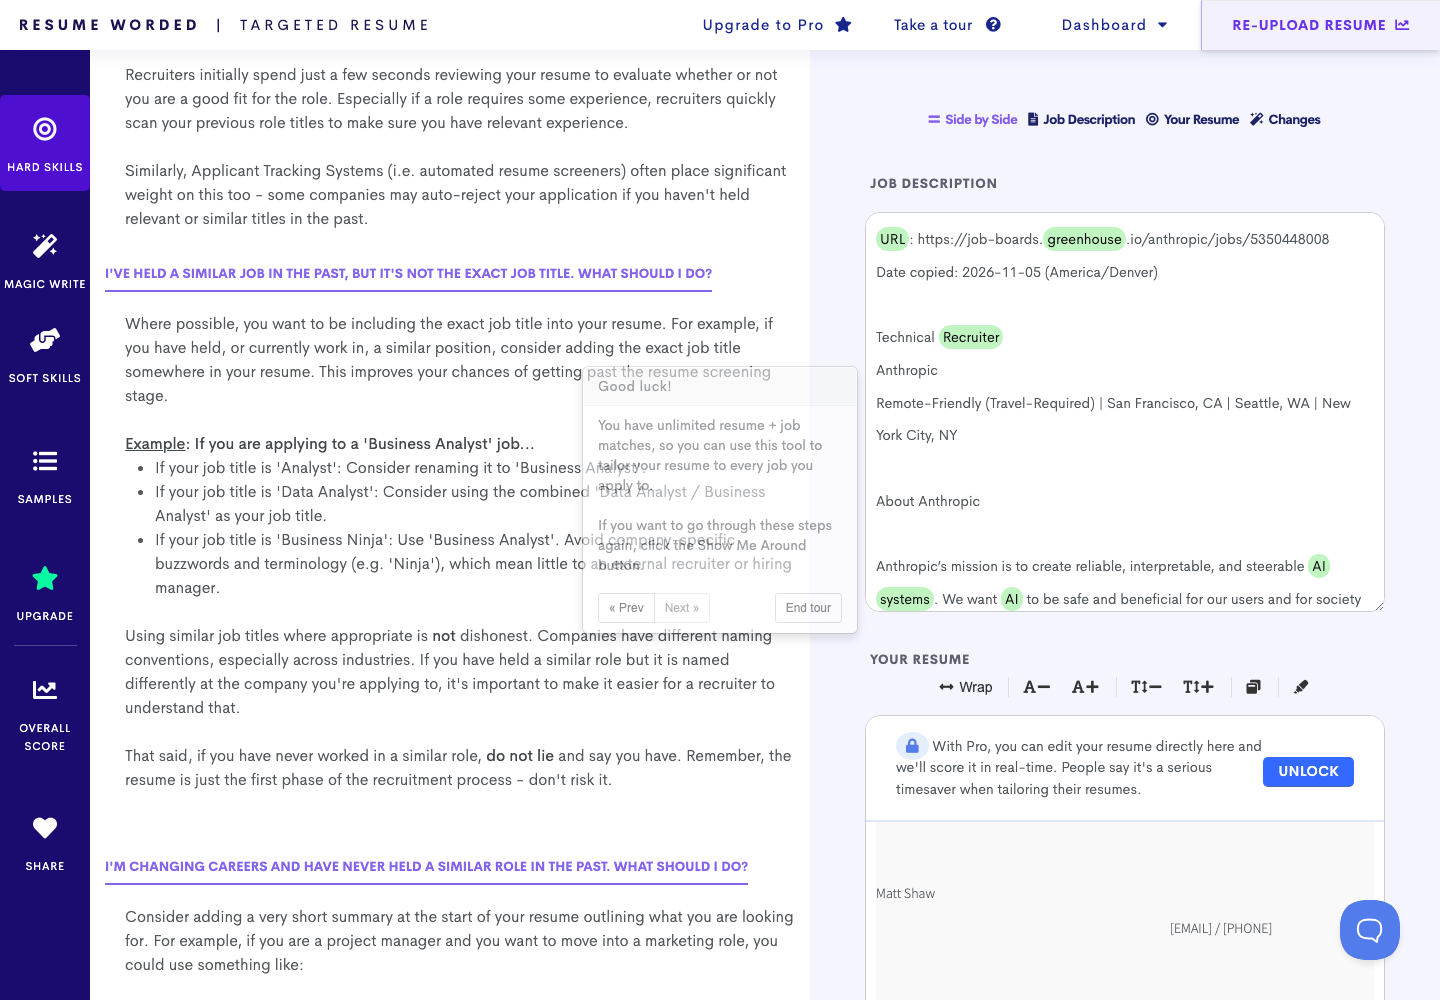 RESUME WORDED | TARGETED RESUME
Upgrade to Pro
Take a tour
Dashboard
RE-UPLOAD RESUME
HARD SKILLS
MAGIC WRITE
SOFT SKILLS
SAMPLES
UPGRADE
OVERALL
SCORE
SHARE
Recruiters initially spend just a few seconds reviewing your resume to evaluate whether or not
you are a good fit for the role. Especially if a role requires some experience, recruiters quickly
scan your previous role titles to make sure you have relevant experience.
Similarly, Applicant Tracking Systems (i.e. automated resume screeners) often place significant
weight on this too - some companies may auto-reject your application if you haven't held
relevant or similar titles in the past.
I'VE HELD A SIMILAR JOB IN THE PAST, BUT IT'S NOT THE EXACT JOB TITLE. WHAT SHOULD I DO?
Where possible, you want to be including the exact job title into your resume. For example, if
you have held, or currently work in, a similar position, consider adding the exact job title
somewhere in your resume. This improves your chances of getting past the resume screening
stage.
Example: If you are applying to a 'Business Analyst' job...
• If your job title is 'Analyst': Consider renaming it to 'Business Analyst'.
• If your job title is 'Data Analyst': Consider using the combined 'Data Analyst / Business
Analyst' as your job title.
• If your job title is 'Business Ninja': Use 'Business Analyst'. Avoid company-specific
buzzwords and terminology (e.g. 'Ninja'), which mean little to an external recruiter or hiring
manager.
Using similar job titles where appropriate is not dishonest. Companies have different naming
conventions, especially across industries. If you have held a similar role but it is named
differently at the company you're applying to, it's important to make it easier for a recruiter to
understand that.
That said, if you have never worked in a similar role, do not lie and say you have. Remember, the
resume is just the first phase of the recruitment process - don't risk it.
I'M CHANGING CAREERS AND HAVE NEVER HELD A SIMILAR ROLE IN THE PAST. WHAT SHOULD I DO?
Consider adding a very short summary at the start of your resume outlining what you are looking
for. For example, if you are a project manager and you want to move into a marketing role, you
could use something like:
Good luck!
You have unlimited resume + job
matches, so you can use this tool to
tailor your resume to every job you
apply to.
If you want to go through these steps
again, click the Show Me Around
button.
« Prev
Next »
End tour
Side by Side
Job Description
Your Resume
Changes
JOB DESCRIPTION
URL: https://job-boards.greenhouse.io/anthropic/jobs/5350448008
Date copied: 2026-11-05 (America/Denver)
Technical Recruiter
Anthropic
Remote-Friendly (Travel-Required) | San Francisco, CA | Seattle, WA | New
York City, NY
About Anthropic
Anthropic’s mission is to create reliable, interpretable, and steerable AI
systems. We want AI to be safe and beneficial for our users and for society
YOUR RESUME
Wrap
A
A
T
T
With Pro, you can edit your resume directly here and
we'll score it in real-time. People say it's a serious
timesaver when tailoring their resumes.
UNLOCK
Matt Shaw
[EMAIL] / [PHONE]